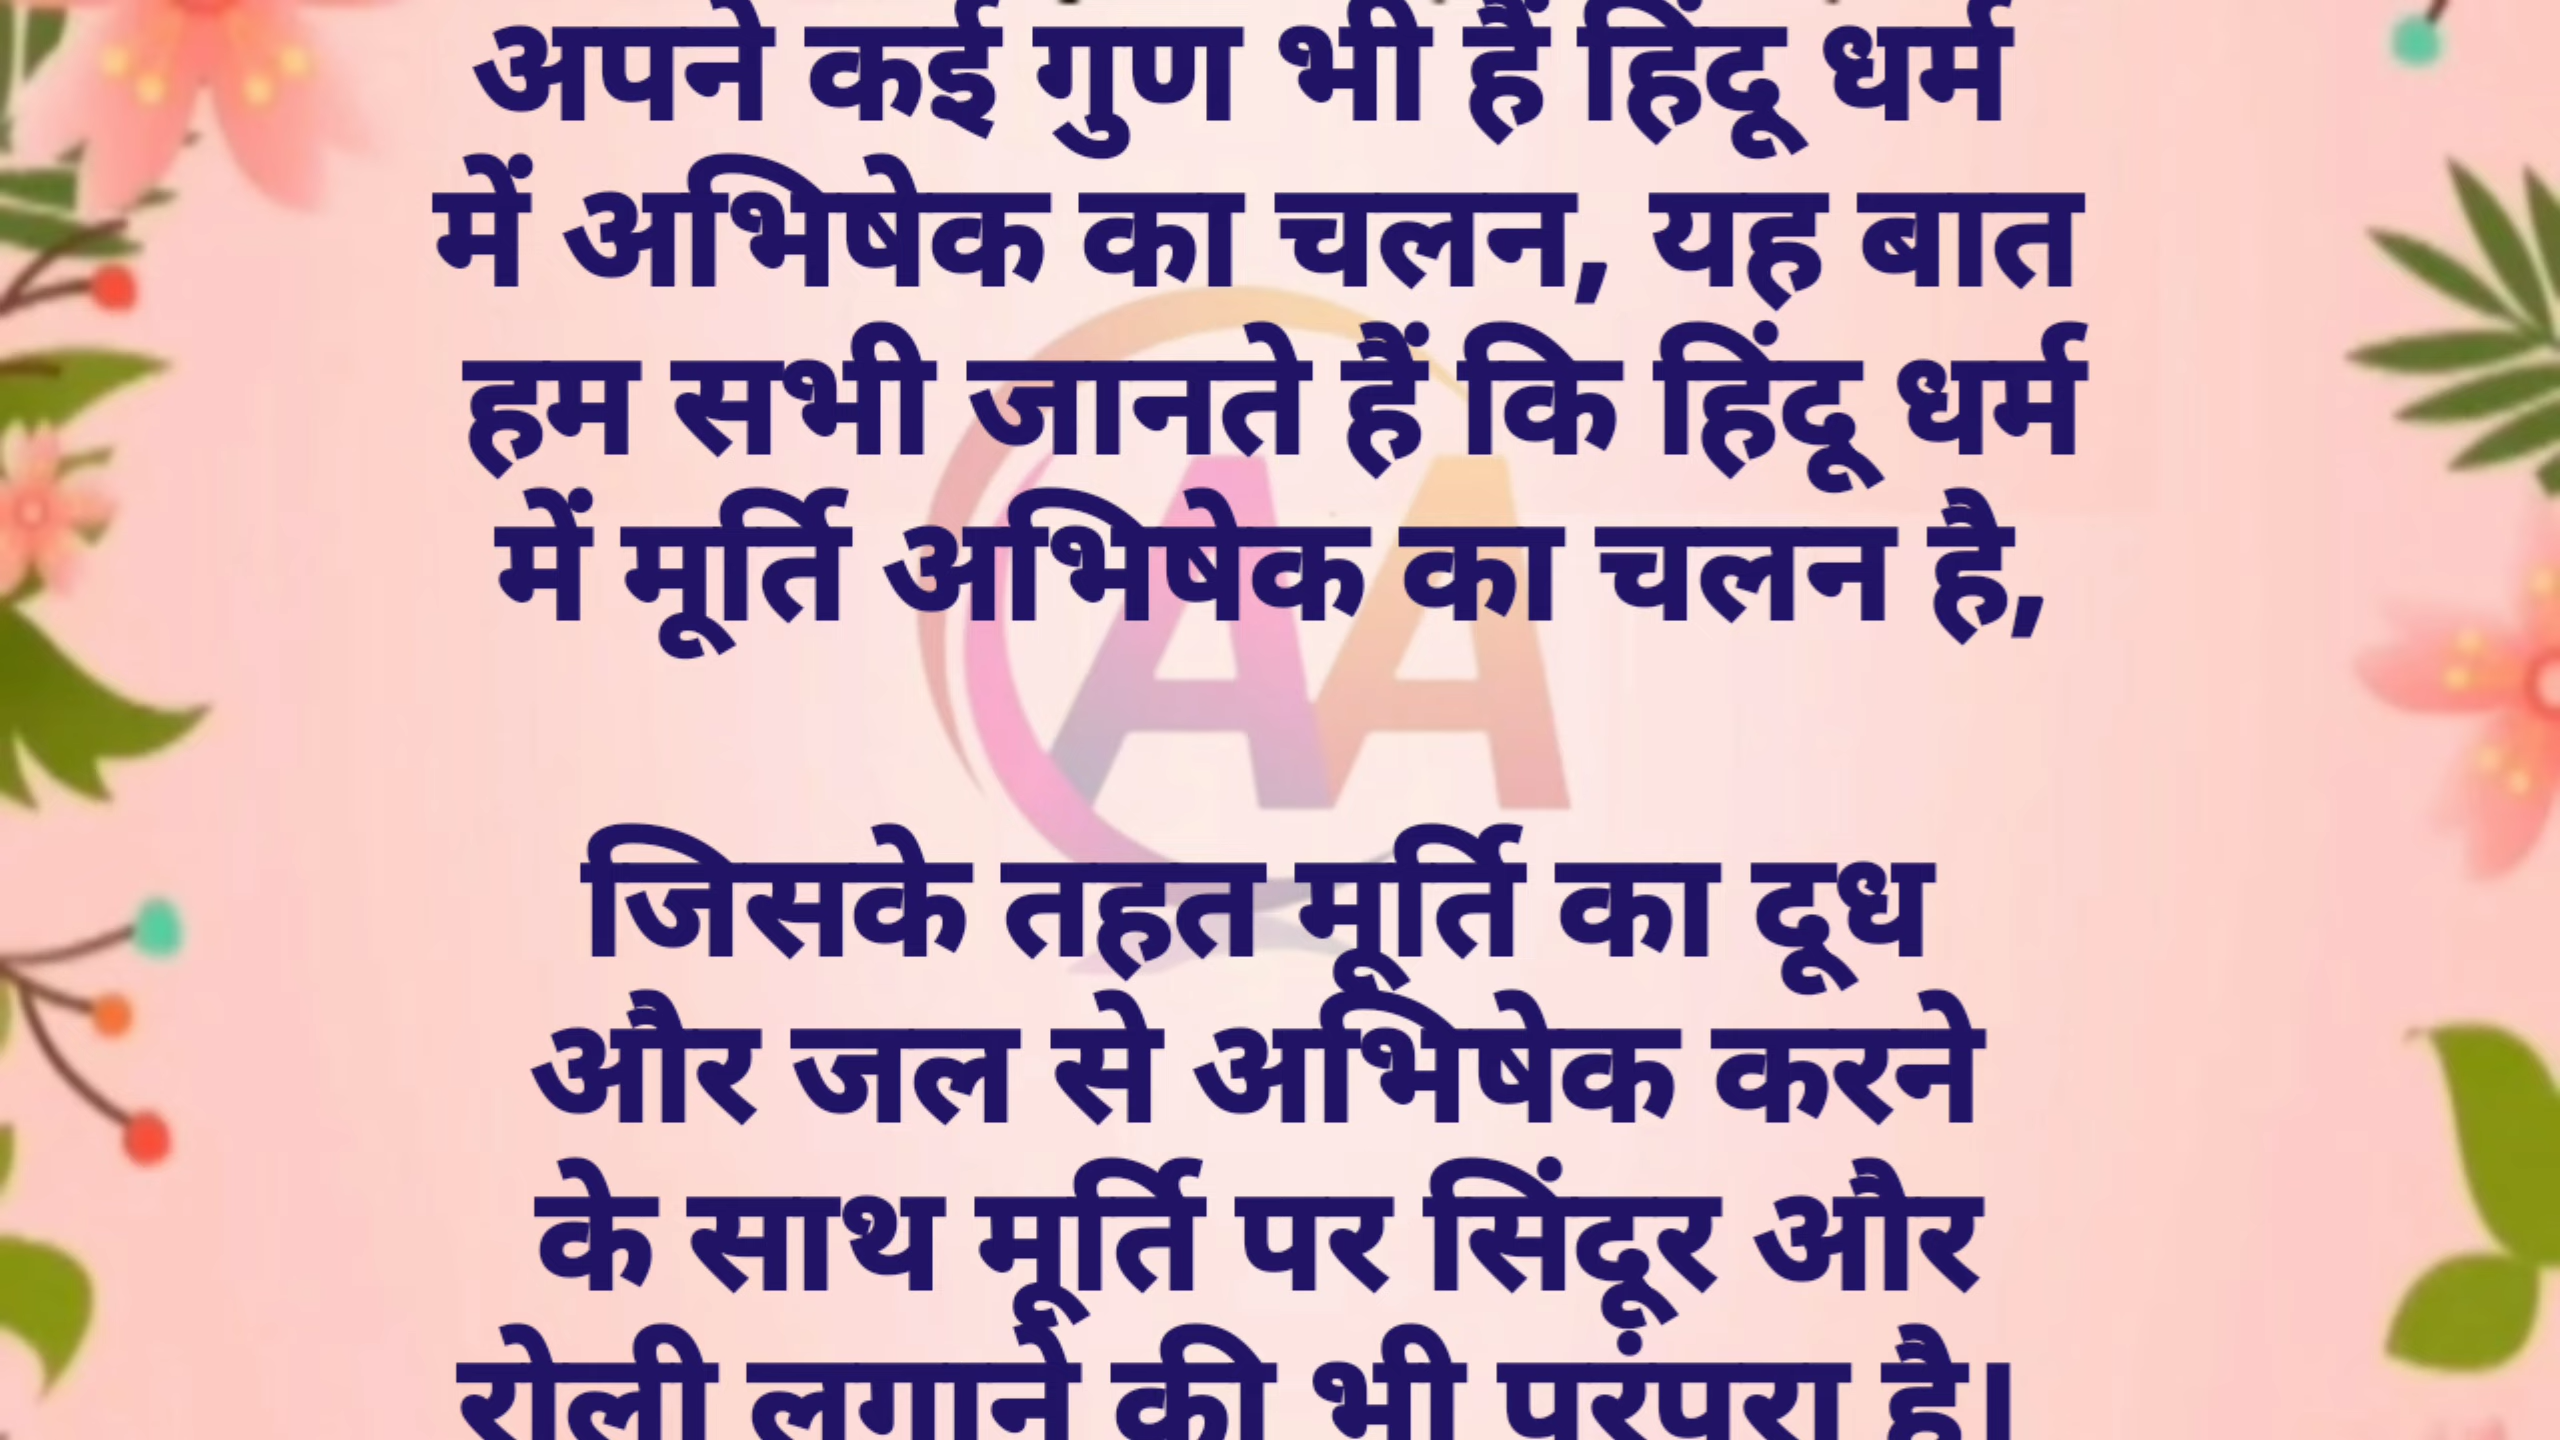 अपने कई गुण भी हैं हिंदू धर्म
में अभिषेक का चलन, यह बात
हम सभी जानते हैं कि हिंदू धर्म
में मूर्ति अभिषेक का चलन है,
AA
जिसके तहत मूर्ति का दूध
और जल से अभिषेक करने
के साथ मूर्ति पर सिंदूर और
रोली लगाने की भी परंपरा है।